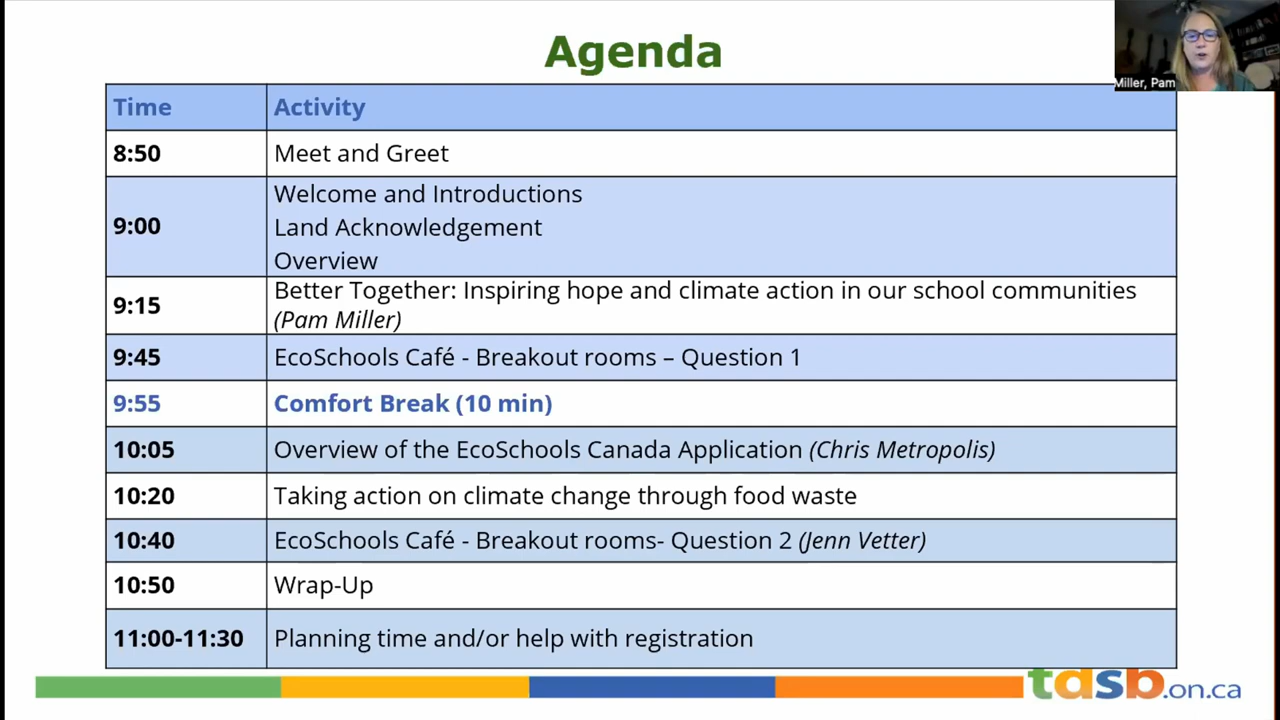 Agenda
Miller, Pam
Time Activity
8:50 Meet and Greet
9:00 Welcome and Introductions
Land Acknowledgement
Overview
9:15 Better Together: Inspiring hope and climate action in our school communities
(Pam Miller)
9:45 EcoSchools Café - Breakout rooms – Question 1
9:55 Comfort Break (10 min)
10:05 Overview of the EcoSchools Canada Application (Chris Metropolis)
10:20 Taking action on climate change through food waste
10:40 EcoSchools Café - Breakout rooms- Question 2 (Jenn Vetter)
10:50 Wrap-Up
11:00-11:30 Planning time and/or help with registration
tdsb.on.ca